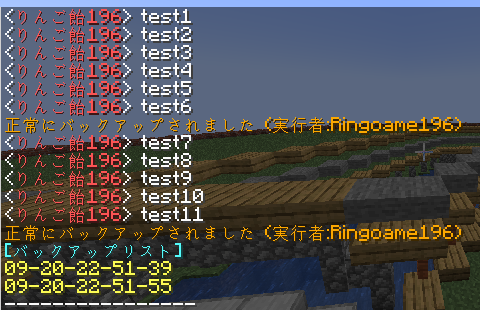 <りんご飴196> test1
<りんご飴196> test2
<りんご飴196> test3
<りんご飴196> test4
<りんご飴196> test5
<りんご飴196> test6
正常にバックアップされました (実行者:Ringoame196)
<りんご飴196> test7
<りんご飴196> test8
<りんご飴196> test9
<りんご飴196> test10
<りんご飴196> test11
正常にバックアップされました (実行者:Ringoame196)
[バックアップリスト]
09-20-22-51-39
09-20-22-51-55
----------------